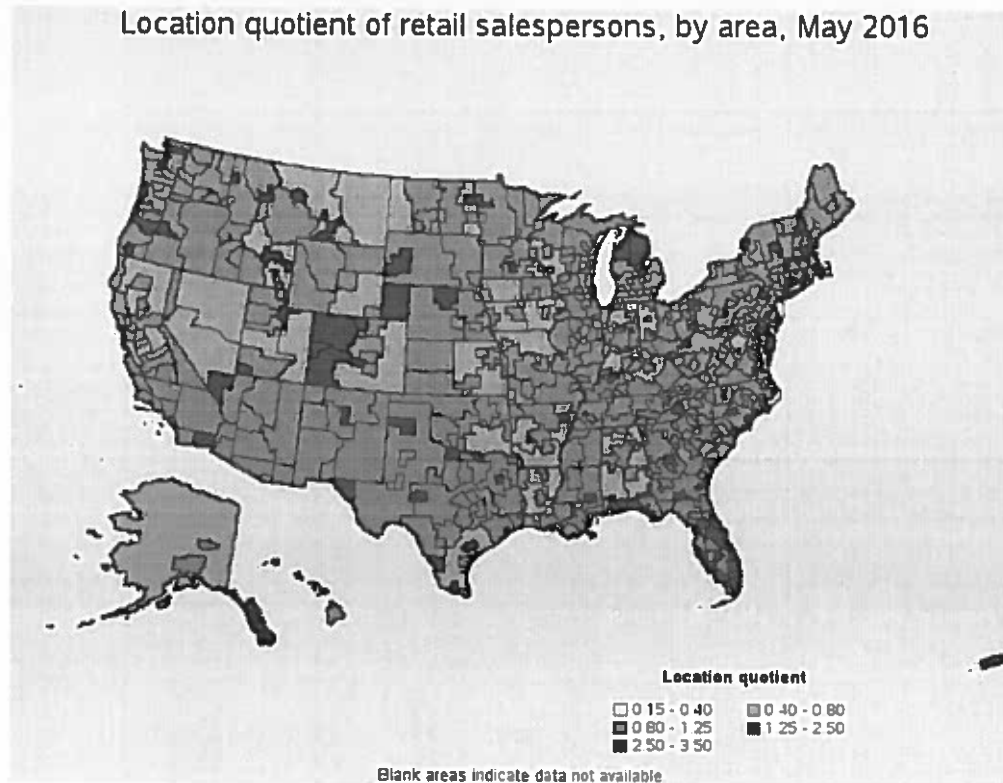 Location quotient of retail salespersons, by area, May 2016
Location quotient
0.15 - 0.40
0.40 - 0.80
0.80 - 1.25
1.25 - 2.50
2.50 - 3.50
Blank areas indicate data not available